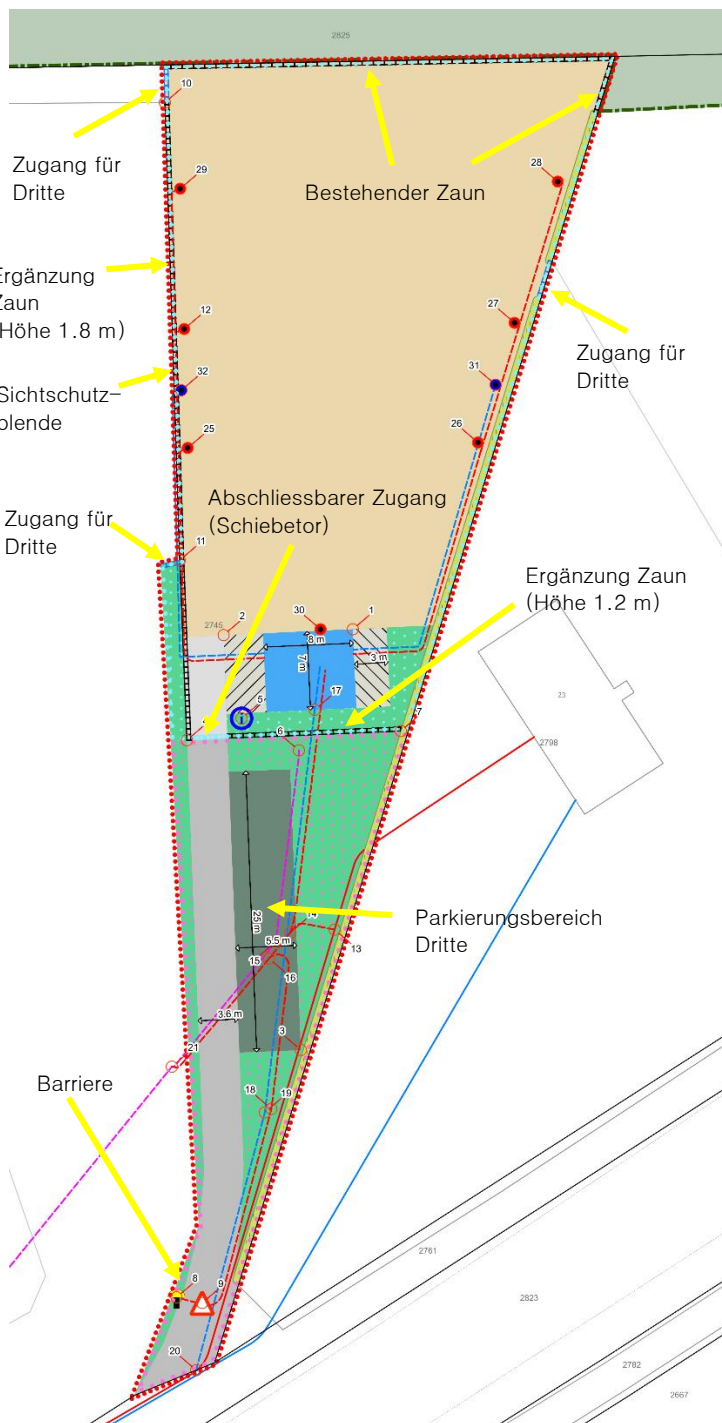 2825
10
Zugang für
Dritte
29
28
Bestehender Zaun
Ergänzung
Zaun
(Höhe 1.8 m)
12
27
Zugang für
Dritte
32
31
Sichtschutz-
blende
25
26
Abschliessbarer Zugang
(Schiebetor)
Zugang für
Dritte
11
Ergänzung Zaun
(Höhe 1.2 m)
2745
2
30
1
8 m
7 m
3 m
17
5
6
7
23
2798
25 m
14
Parkierungsbereich
Dritte
13
5.5 m
15
16
3.6 m
3
21
Barriere
18
19
8
9
2761
2823
20
2782
2667